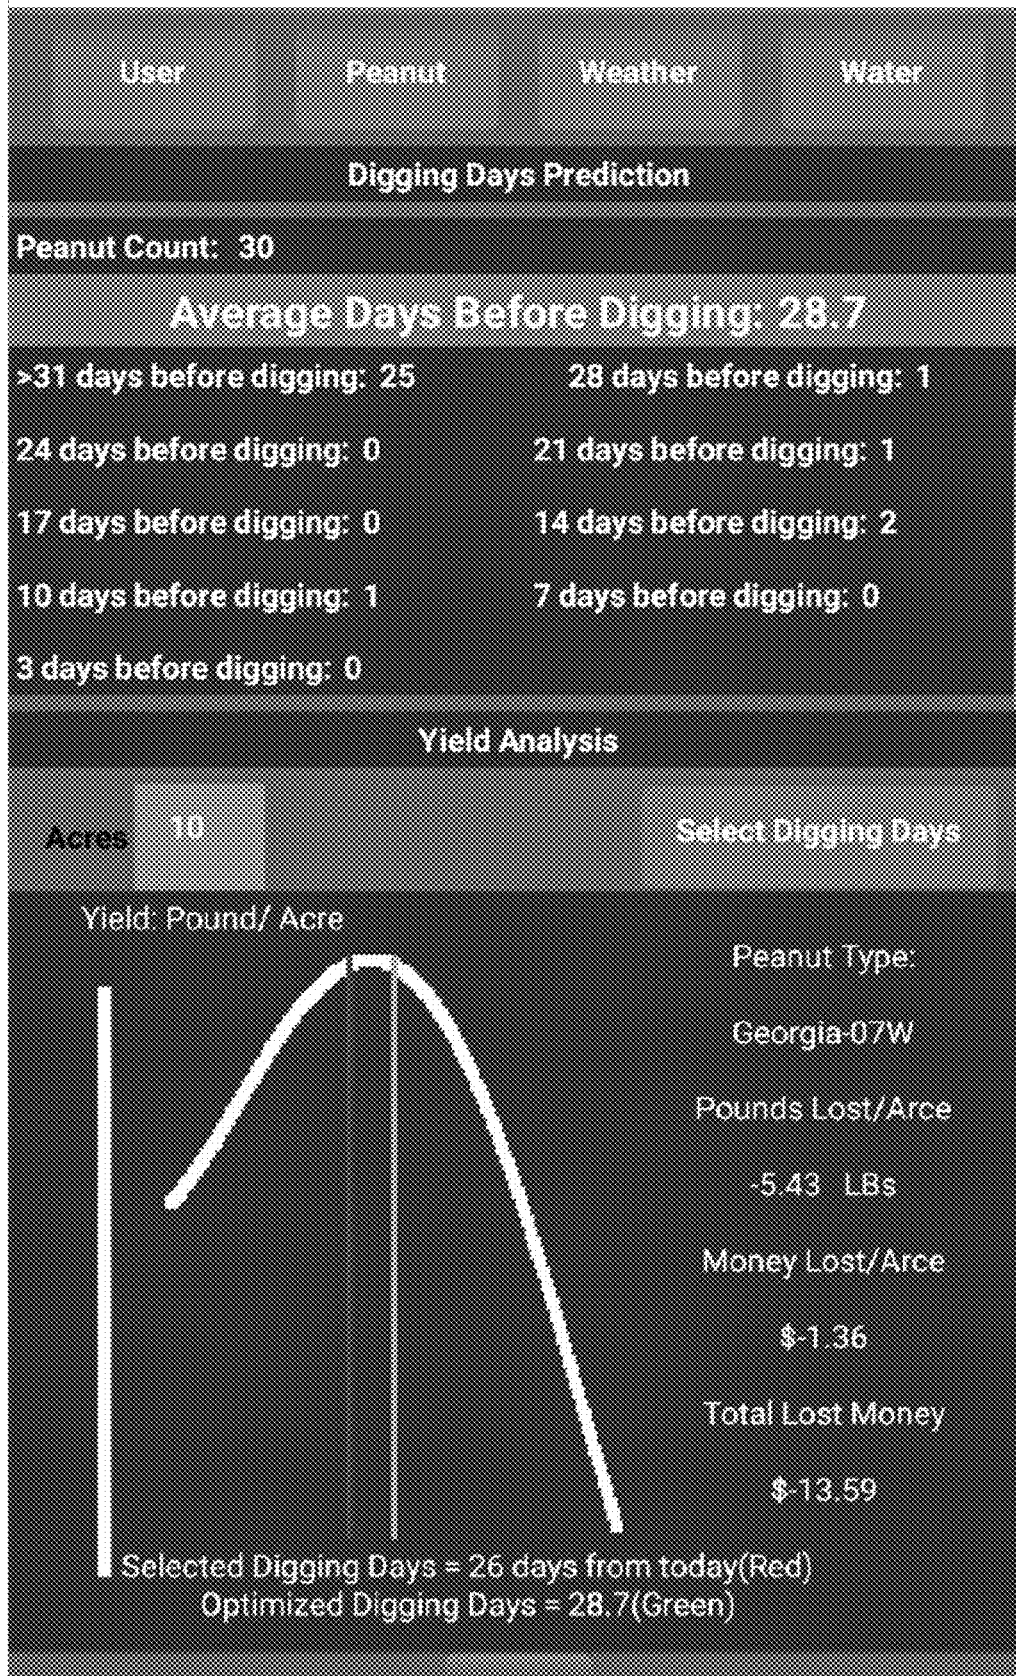 User Peanut Weather Water
Digging Days Prediction
Peanut Count: 30
Average Days Before Digging: 28.7
>31 days before digging: 25 28 days before digging: 1
24 days before digging: 0 21 days before digging: 1
17 days before digging: 0 14 days before digging: 2
10 days before digging: 1 7 days before digging: 0
3 days before digging: 0
Yield Analysis
Acres 10 Select Digging Days
Yield: Pound/ Acre
Peanut Type:
Georgia-07W
Pounds Lost/Arce
-5.43 LBs
Money Lost/Arce
$-1.36
Total Lost Money
$-13.59
Selected Digging Days = 26 days from today(Red)
Optimized Digging Days = 28.7(Green)